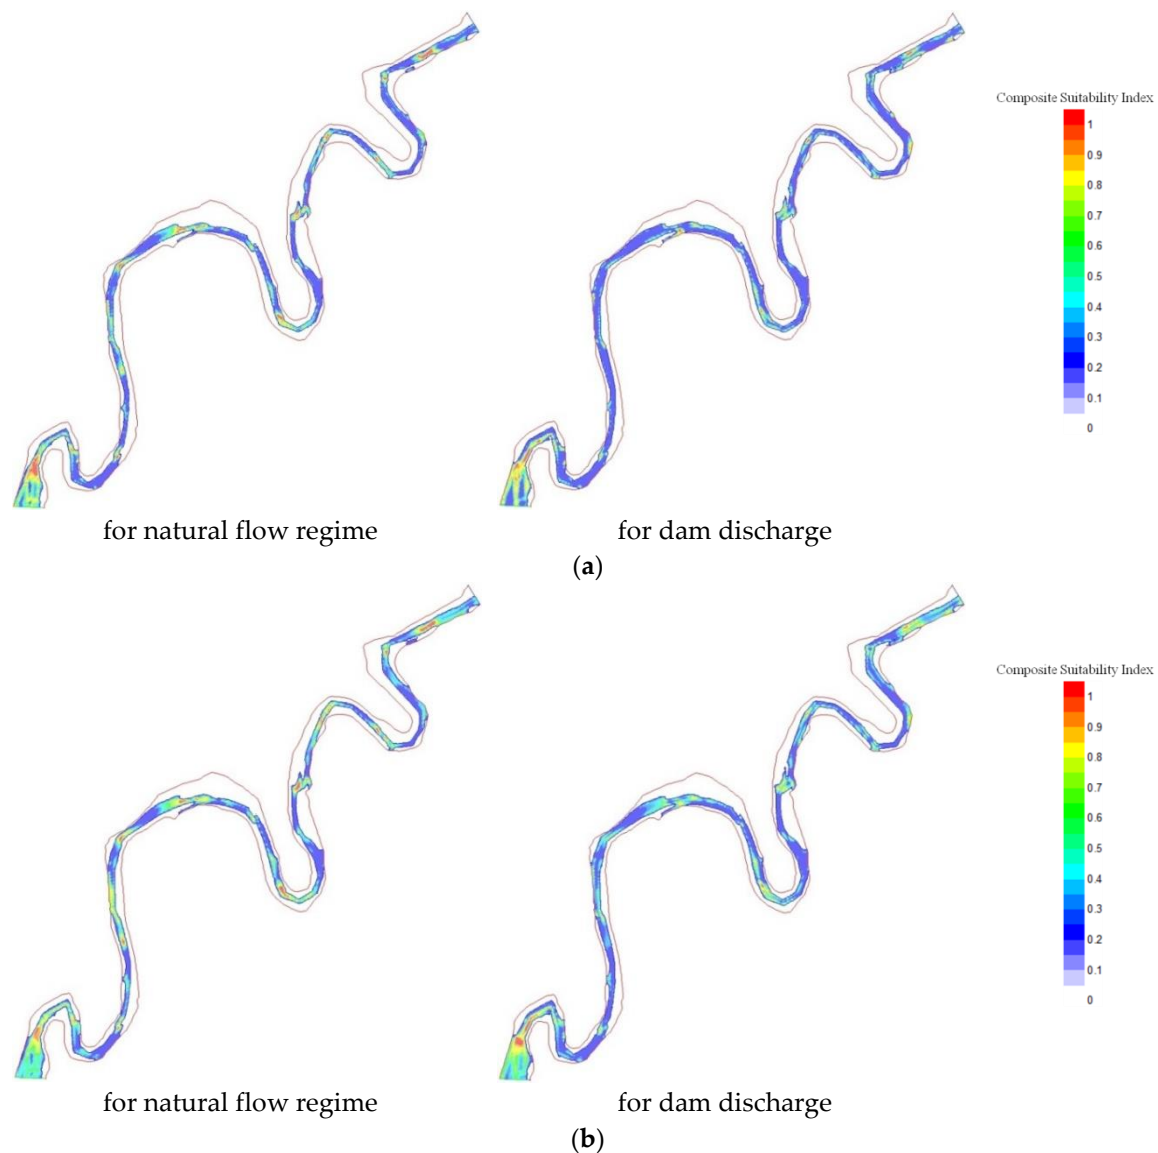 Composite Suitability Index
1
0.9
0.8
0.7
0.6
0.5
0.4
0.3
0.2
0.1
0
for natural flow regime
for dam discharge
(a)
Composite Suitability Index
1
0.9
0.8
0.7
0.6
0.5
0.4
0.3
0.2
0.1
0
for natural flow regime
for dam discharge
(b)